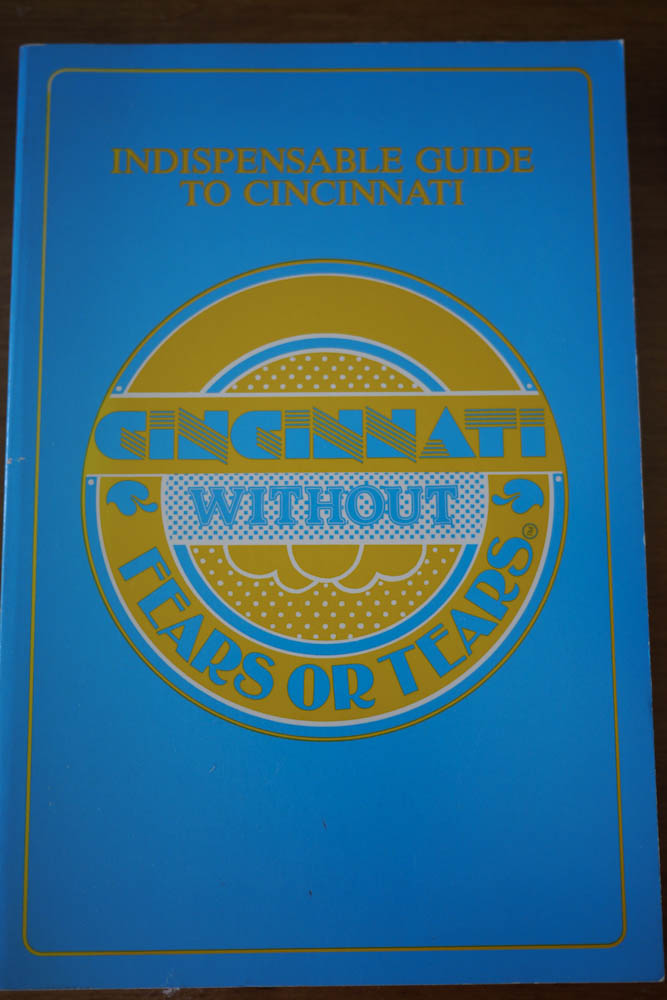 INDISPENSABLE GUIDE
TO CINCINNATI
CINCINNATI
WITHOUT
FEARS OR TEARS